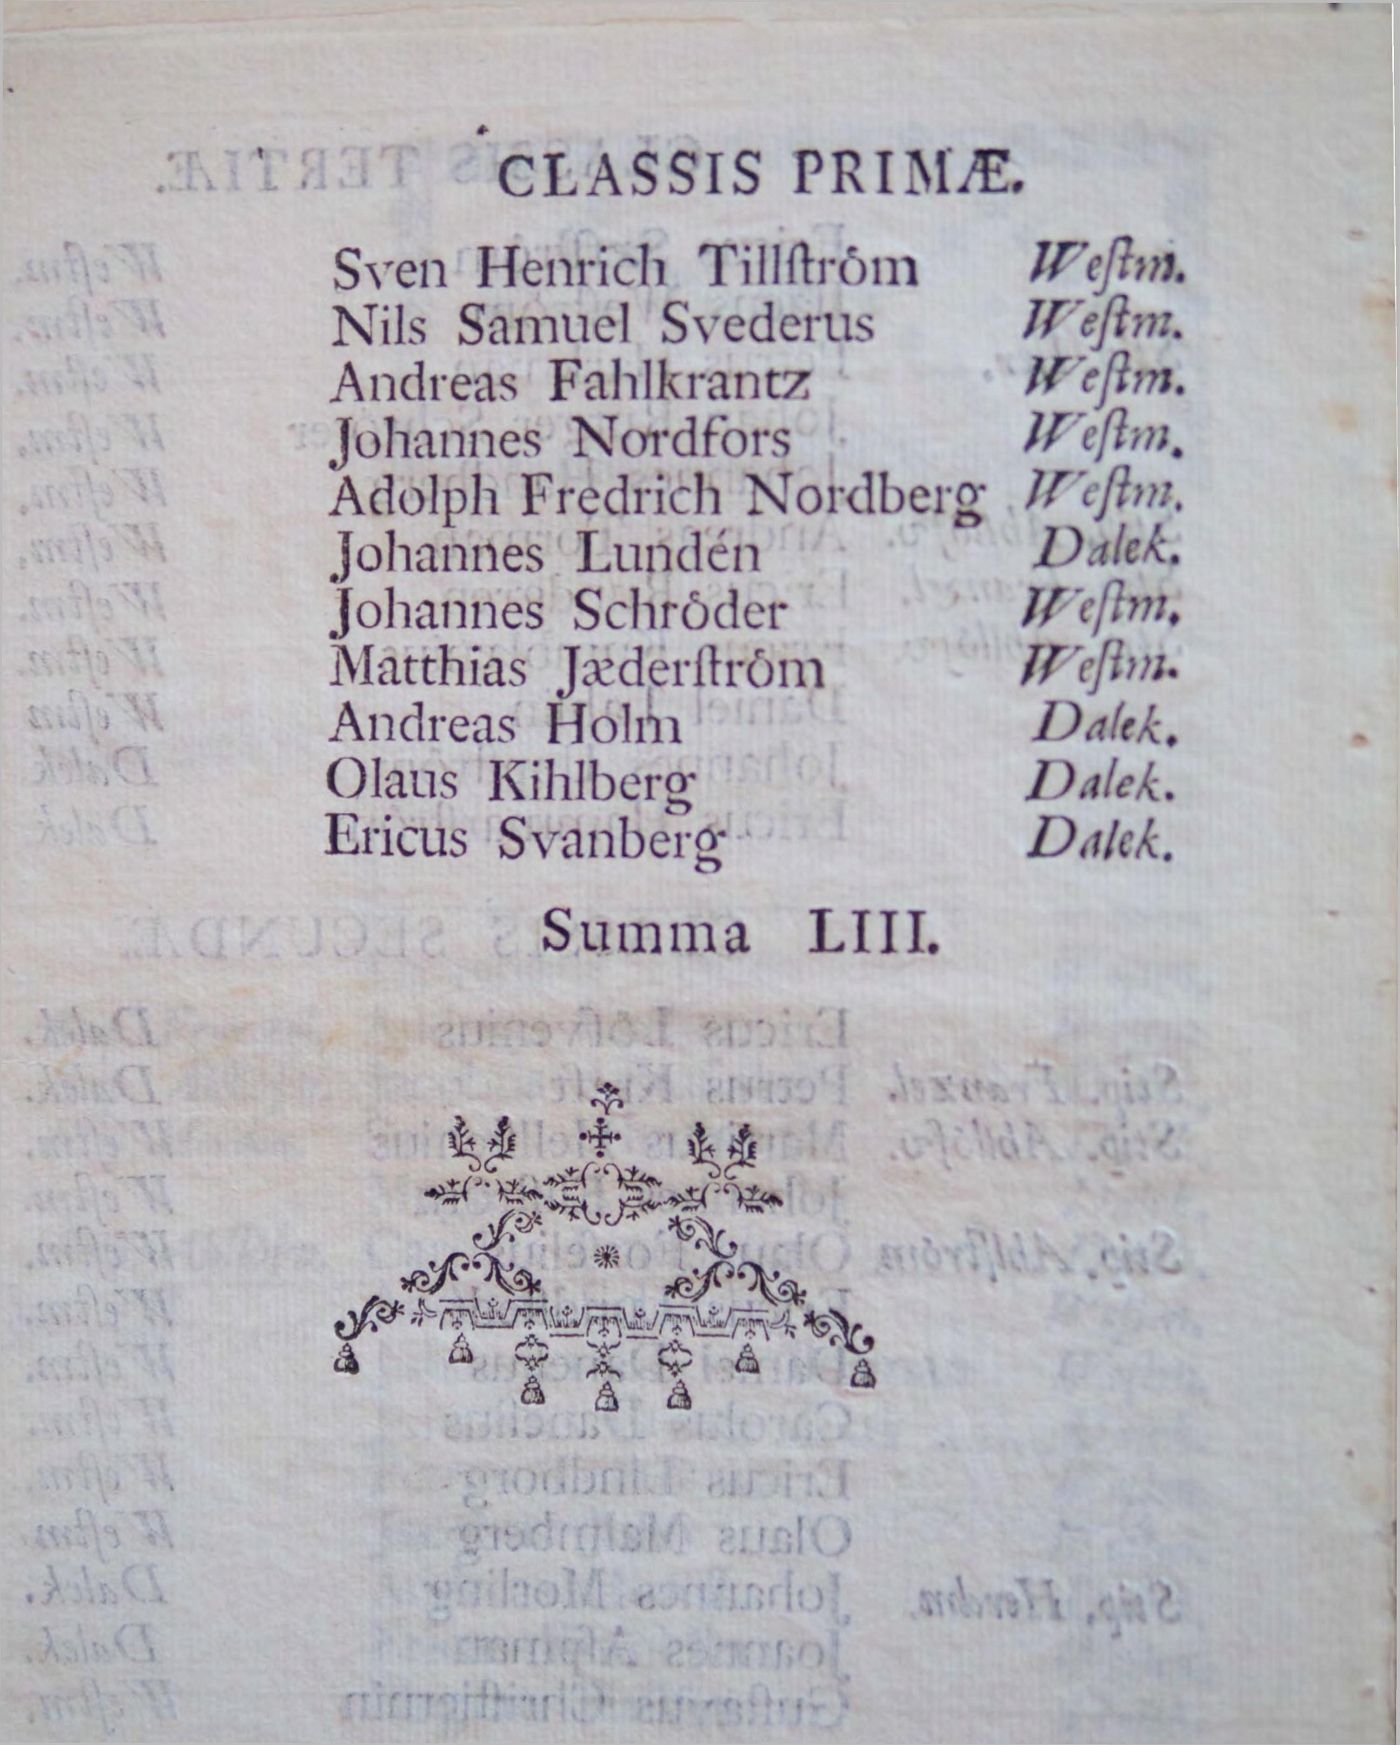 CLASSIS PRIMÆ.
Sven Henrich Tillſtröm Weſtm.
Nils Samuel Svederus Weſtm.
Andreas Fahlkrantz Weſtm.
Johannes Nordfors Weſtm.
Adolph Fredrich Nordberg Weſtm.
Johannes Lundén Dalek.
Johannes Schröder Weſtm.
Matthias Jæderſtröm Weſtm.
Andreas Holm Dalek.
Olaus Kihlberg Dalek.
Ericus Svanberg Dalek.
Summa LIII.